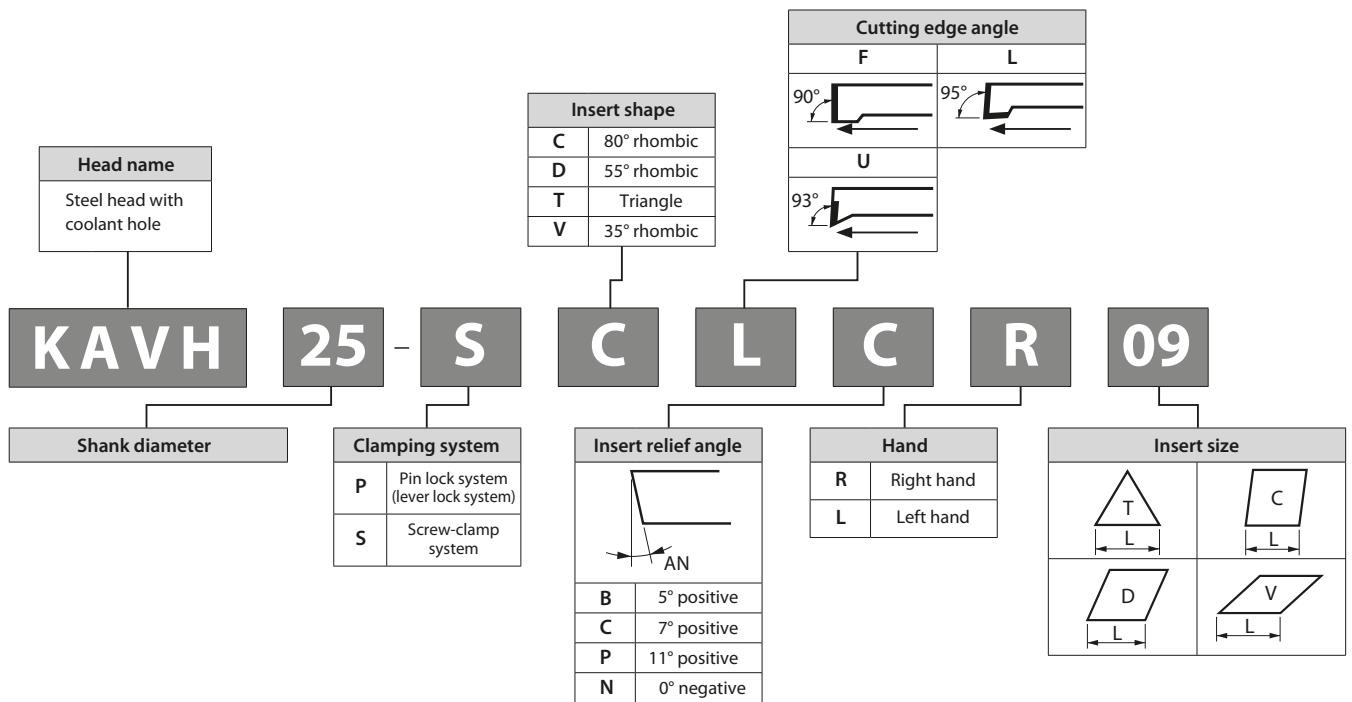 Cutting edge angle
F L
90° 95°
U
93°
Insert shape
C 80° rhombic
D 55° rhombic
T Triangle
V 35° rhombic
Head name
Steel head with
coolant hole
KAVH 25 - S C L C R 09
Shank diameter
Clamping system
P Pin lock system
(lever lock system)
S Screw-clamp
system
Insert relief angle
AN
B 5° positive
C 7° positive
P 11° positive
N 0° negative
Hand
R Right hand
L Left hand
Insert size
T C
L L
D V
L L